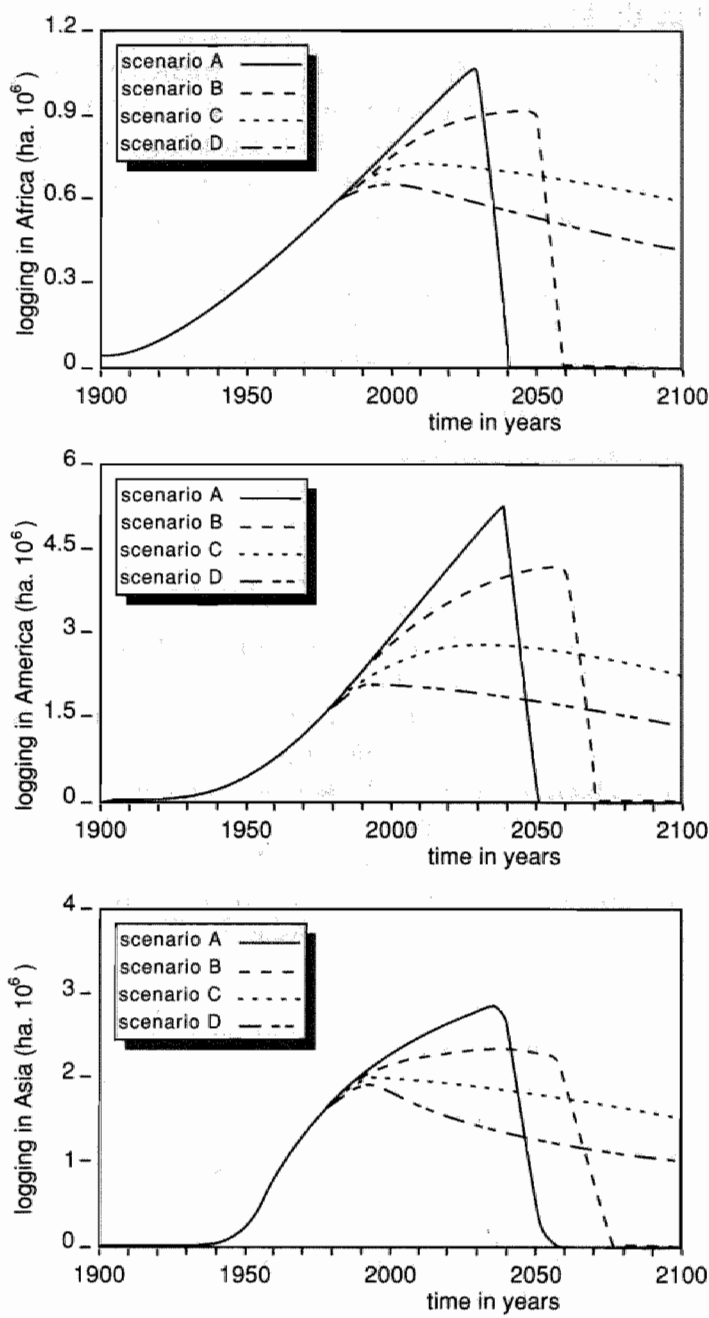 logging in Africa (ha. 10⁶)
1.2
0.9
0.6
0.3
0
scenario A
scenario B
scenario C
scenario D
1900 1950 2000 2050 2100
time in years
logging in America (ha. 10⁶)
6
4.5
3
1.5
0
scenario A
scenario B
scenario C
scenario D
1900 1950 2000 2050 2100
time in years
logging in Asia (ha. 10⁶)
4
3
2
1
0
scenario A
scenario B
scenario C
scenario D
1900 1950 2000 2050 2100
time in years